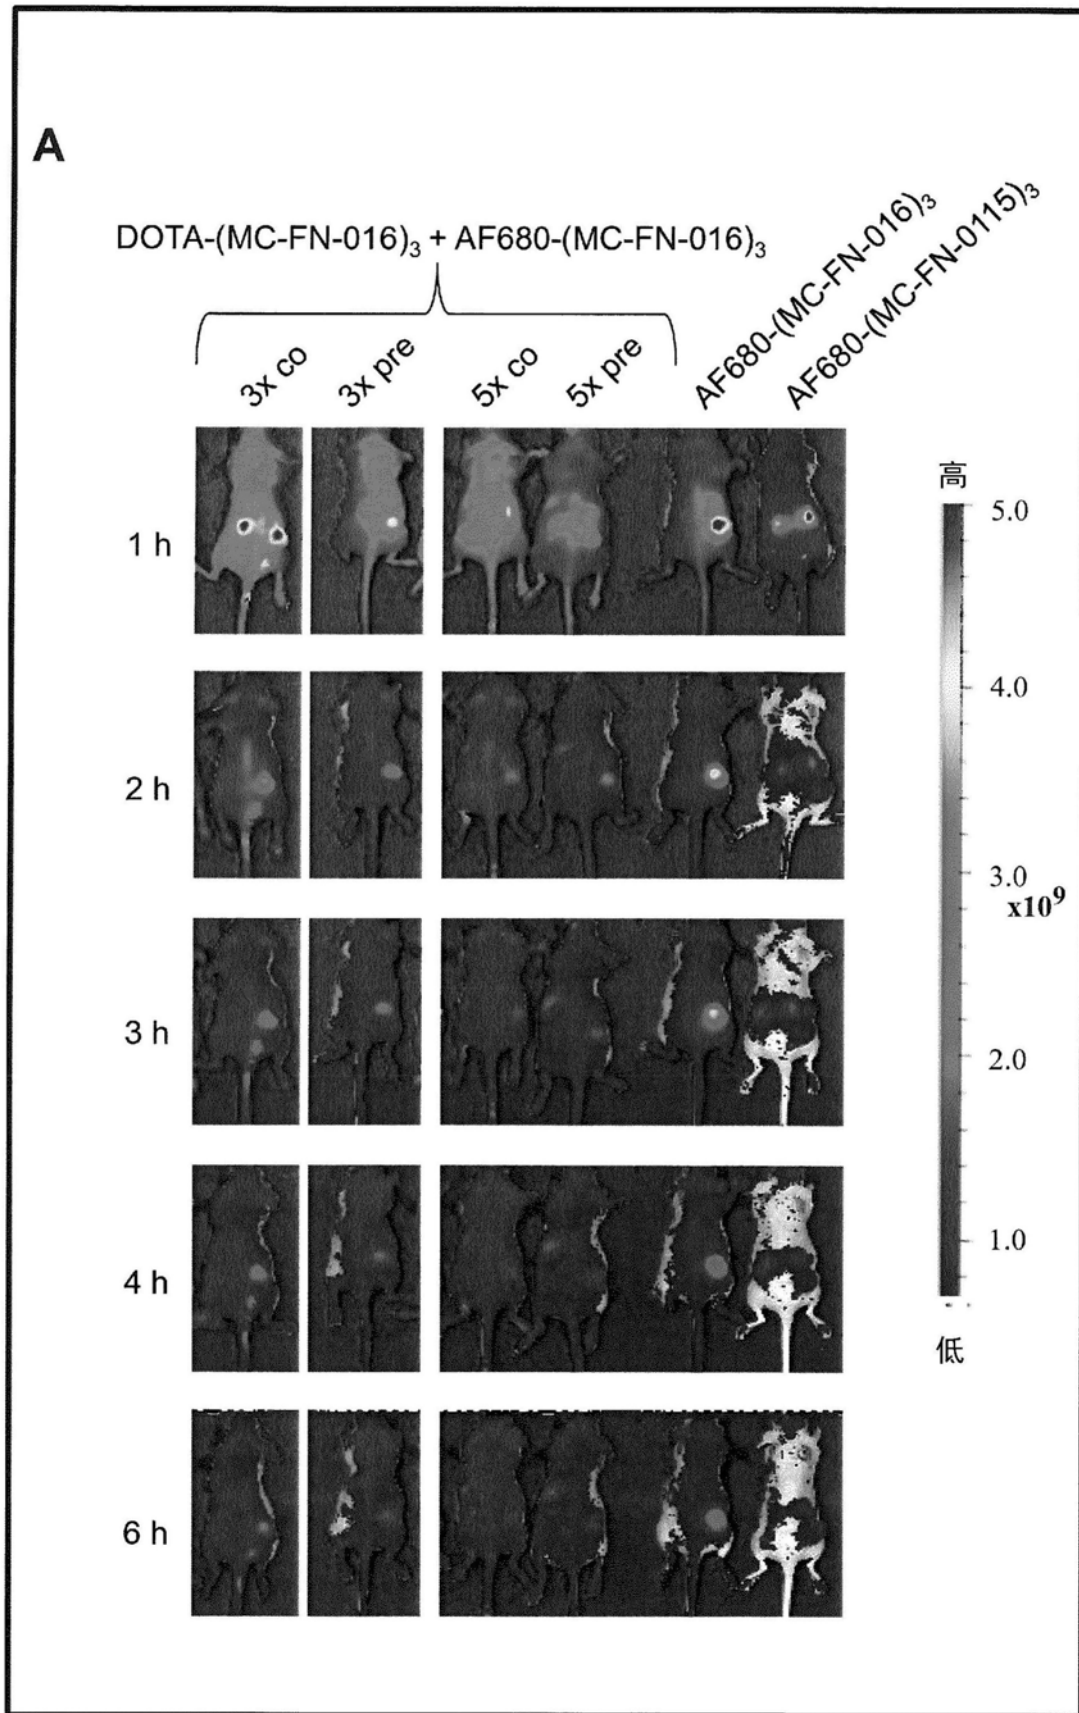 A
DOTA-(MC-FN-016)₃ + AF680-(MC-FN-016)₃
3x co
3x pre
5x co
5x pre
AF680-(MC-FN-016)₃
AF680-(MC-FN-0115)₃
1 h
2 h
3 h
4 h
6 h
高
5.0
4.0
3.0
x10⁹
2.0
1.0
低